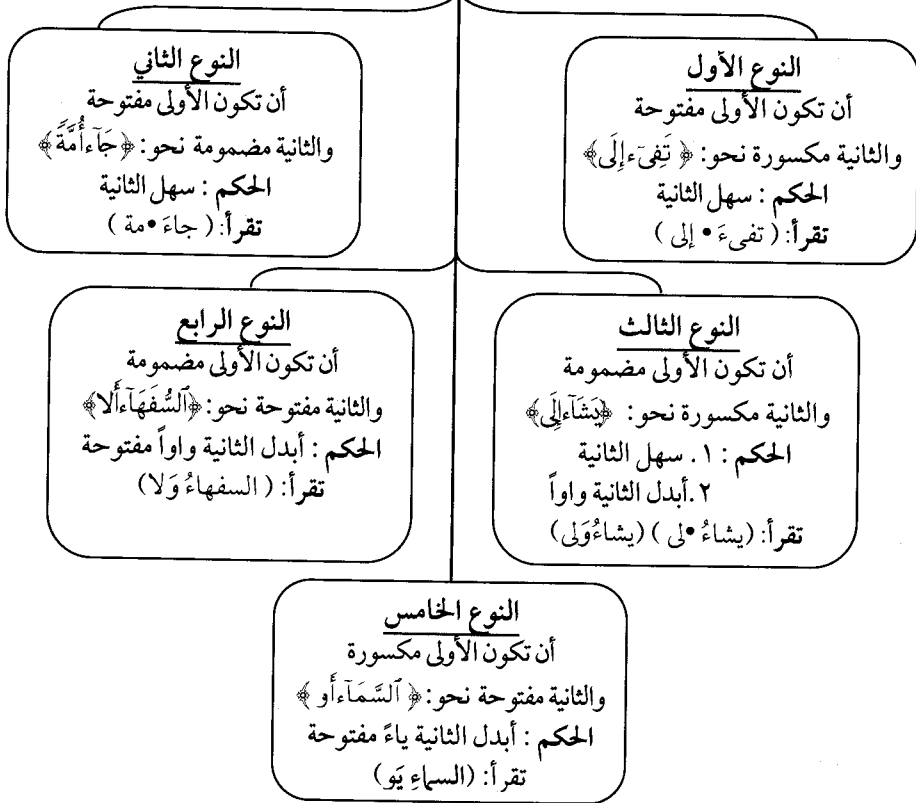 النوع الأول
أن تكون الأولى مفتوحة
والثانية مكسورة نحو: ﴿ تَفِىٓءَ إِلَى﴾
الحكم : سهل الثانية
تقرأ: ( تفىءَ • إلى )
النوع الثاني
أن تكون الأولى مفتوحة
والثانية مضمومة نحو: ﴿جَآءَ أُمَّةً﴾
الحكم : سهل الثانية
تقرأ: ( جاءَ •مة )
النوع الثالث
أن تكون الأولى مضمومة
والثانية مكسورة نحو: ﴿يَشَآءُ إِلَى﴾
الحكم : ١. سهل الثانية
٢.أبدل الثانية واواً
تقرأ: (يشاءُ •لى ) (يشاءُوَلى)
النوع الرابع
أن تكون الأولى مضمومة
والثانية مفتوحة نحو: ﴿ٱلسُّفَهَآءُ أَلا﴾
الحكم : أبدل الثانية واواً مفتوحة
تقرأ: ( السفهاءُ وَلا)
النوع الخامس
أن تكون الأولى مكسورة
والثانية مفتوحة نحو: ﴿ ٱلسَّمَآءِ أَو ﴾
الحكم : أبدل الثانية ياءً مفتوحة
تقرأ: (السماءِ يَو)